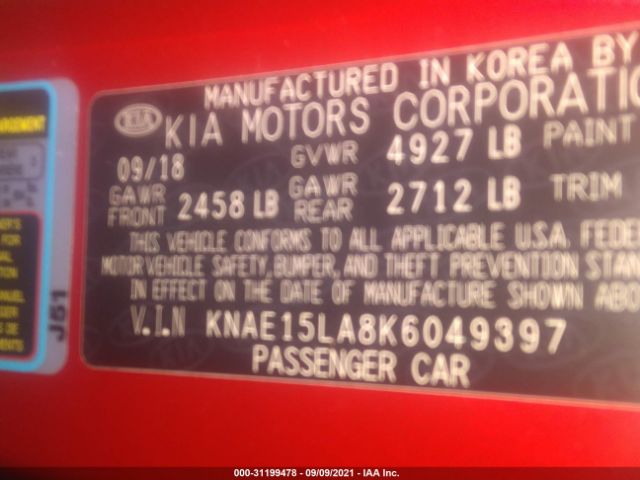 MANUFACTURED IN KOREA BY
KIA KIA MOTORS CORPORATIO
09/18 GVWR 4927 LB PAINT
GAWR FRONT 2458 LB GAWR REAR 2712 LB TRIM
THIS VEHICLE CONFORMS TO ALL APPLICABLE U.S.A. FEDE
MOTOR VEHICLE SAFETY, BUMPER, AND THEFT PREVENTION STAN
IN EFFECT ON THE DATE OF MANUFACTURE SHOWN ABO
V.I.N KNAE15LA8K6049397
PASSENGER CAR
J51
000-31199478 - 09/09/2021 - IAA Inc.